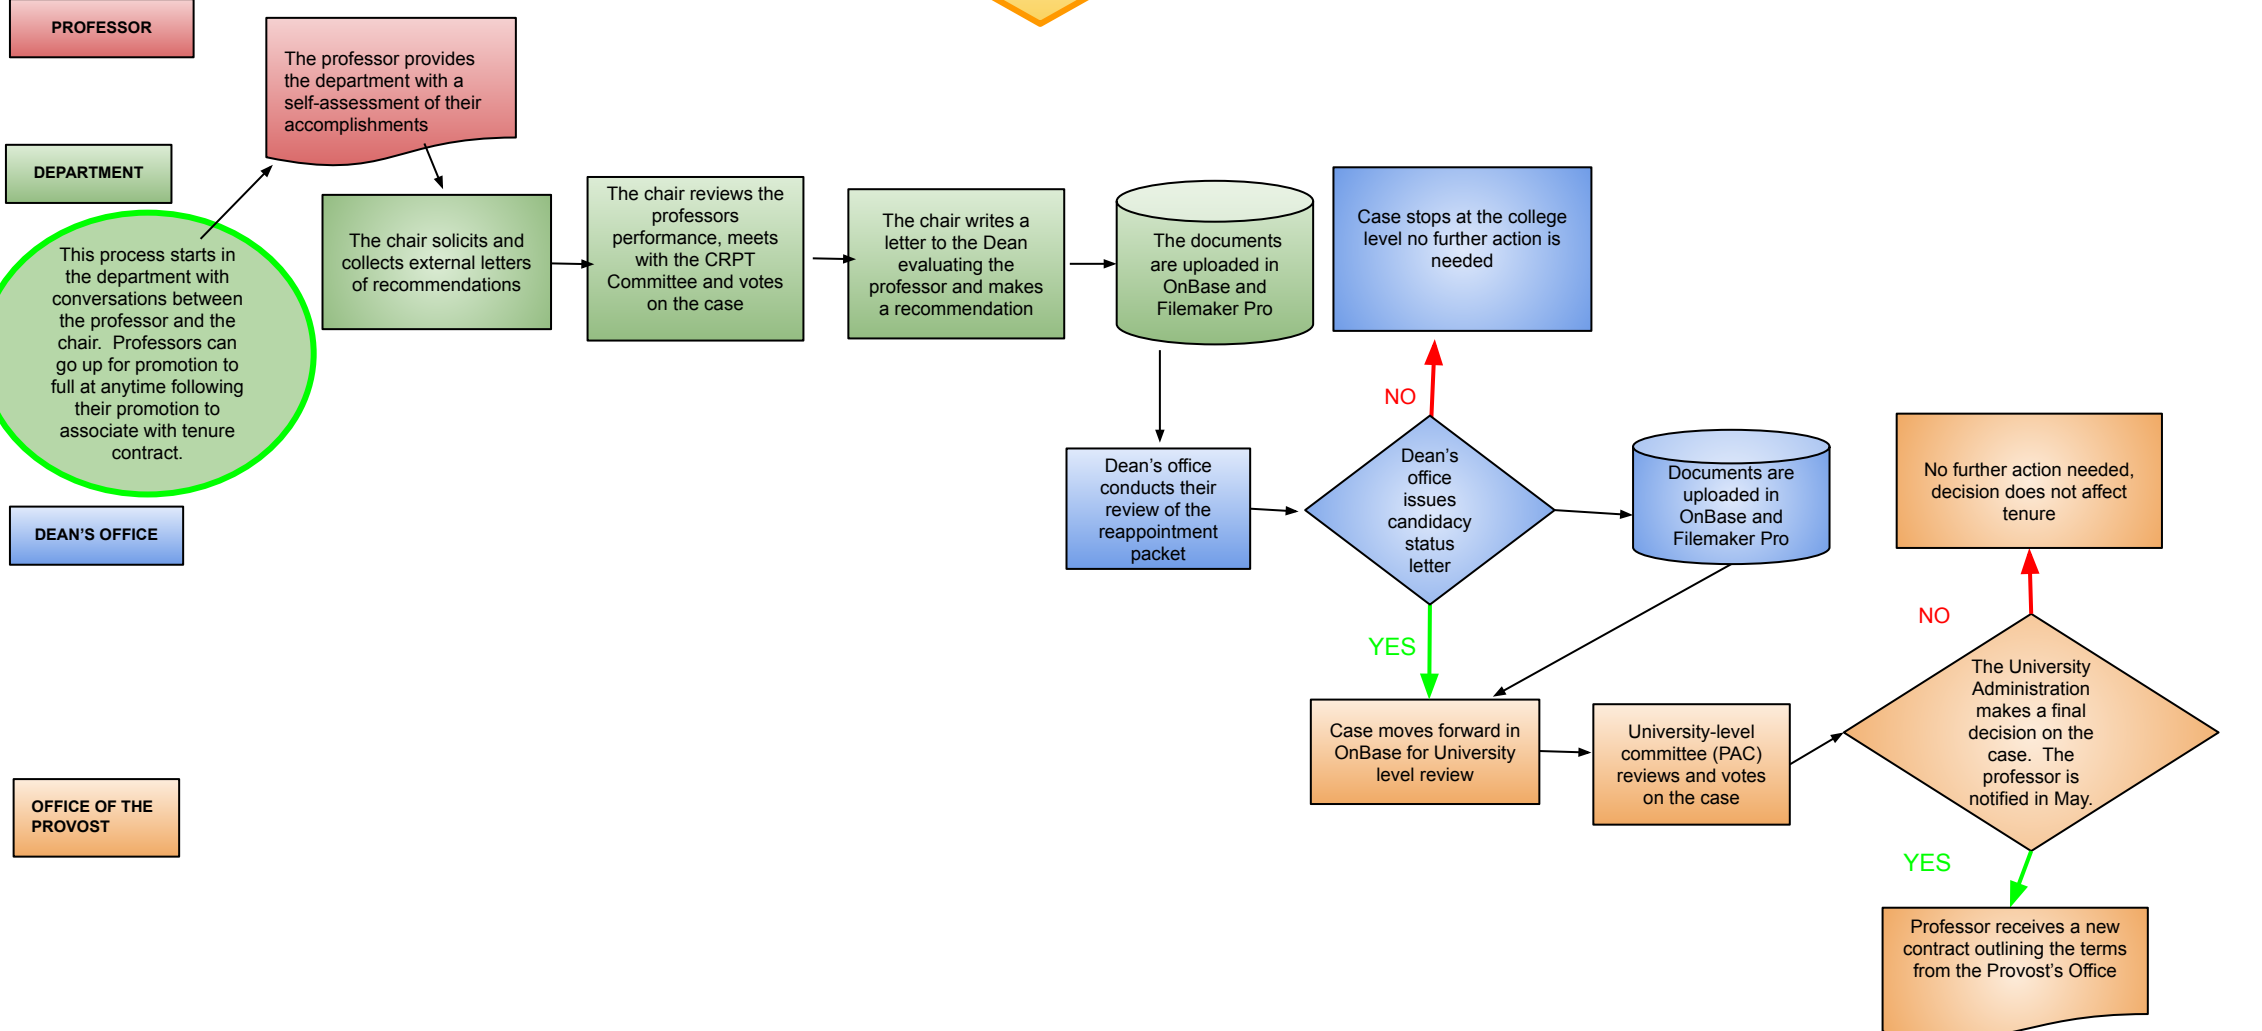 PROFESSOR
The professor provides
the department with a
self-assessment of their
accomplishments
DEPARTMENT
This process starts in
the department with
conversations between
the professor and the
chair.  Professors can
go up for promotion to
full at anytime following
their promotion to
associate with tenure
contract.
The chair solicits and
collects external letters
of recommendations
The chair reviews the
professors
performance, meets
with the CRPT
Committee and votes
on the case
The chair writes a
letter to the Dean
evaluating the
professor and makes
a recommendation
The documents
are uploaded in
OnBase and
Filemaker Pro
Case stops at the college
level no further action is
needed
NO
DEAN'S OFFICE
Dean's office
conducts their
review of the
reappointment
packet
Dean's
office
issues
candidacy
status
letter
Documents are
uploaded in
OnBase and
Filemaker Pro
No further action needed,
decision does not affect
tenure
NO
YES
OFFICE OF THE
PROVOST
Case moves forward in
OnBase for University
level review
University-level
committee (PAC)
reviews and votes
on the case
The University
Administration
makes a final
decision on the
case.  The
professor is
notified in May.
YES
Professor receives a new
contract outlining the terms
from the Provost's Office